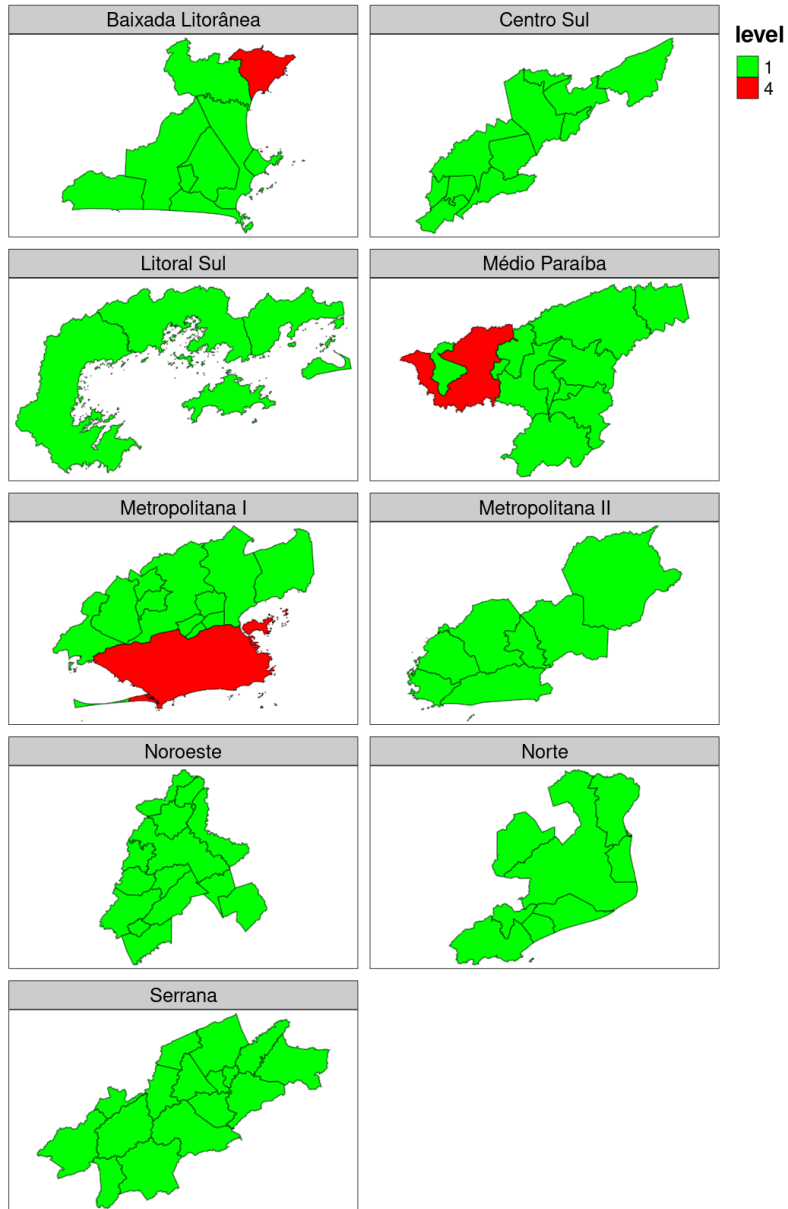 Baixada Litorânea
Centro Sul
level
1
4
Litoral Sul
Médio Paraíba
Metropolitana I
Metropolitana II
Noroeste
Norte
Serrana